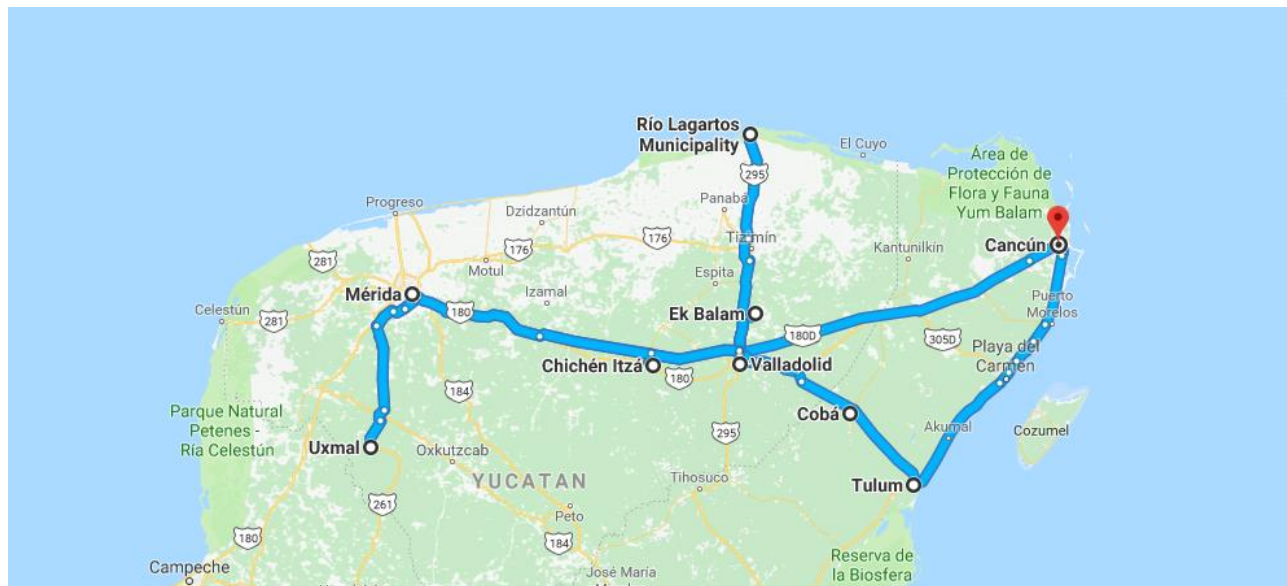 Río Lagartos
Municipality
El Cuyo
Área de
Protección de
Flora y Fauna
Yum Balam
295
Panabá
Progreso
Dzidzantún
176
Tizimín
Cancún
Kantunilkín
176
281
Motul
Espita
Mérida
Izamal
Puerto
Morelos
Celestún
281
180
Ek Balam
180D
305D
Playa del
Carmen
Chichén Itzá
180
Valladolid
184
Parque Natural
Petenes -
Ría Celestún
Cobá
Akumal
Cozumel
295
Uxmal
Oxkutzcab
Tihosuco
Tulum
YUCATAN
261
Peto
180
184
Reserva de
la Biosfera
Campeche
José María